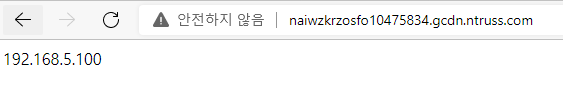 안전하지 않음 naiwzkrzosfo10475834.gcdn.ntruss.com
192.168.5.100